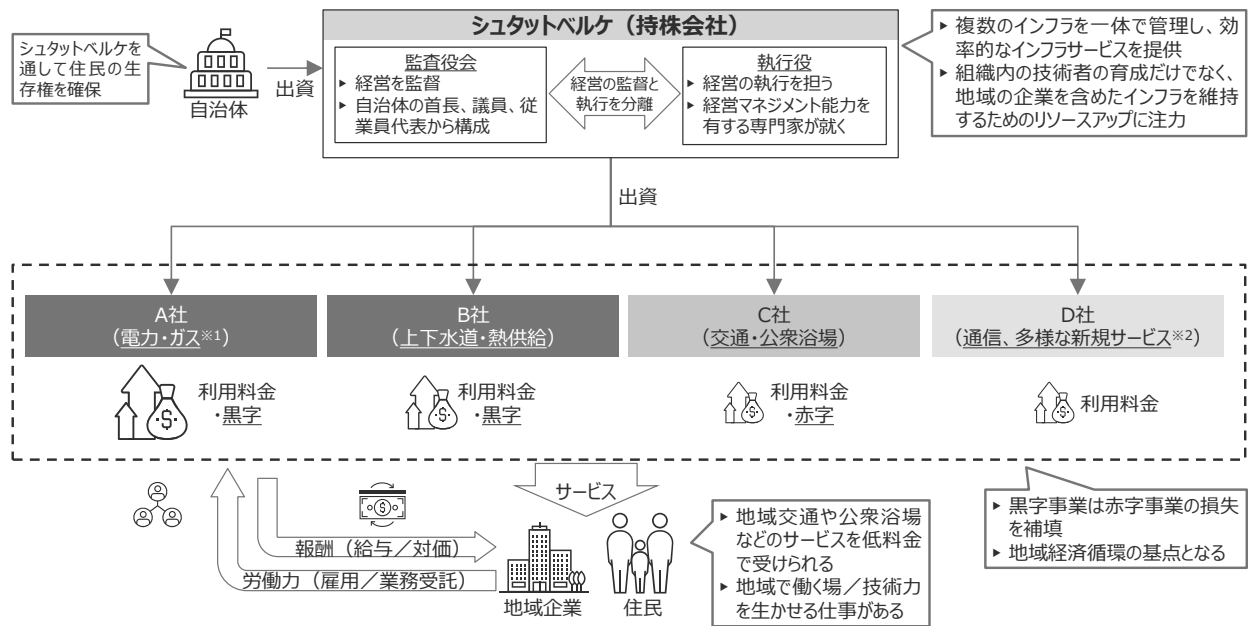 シュタットベルケを
通して住民の生
存権を確保
自治体
出資
シュタットベルケ（持株会社）
監査役会
▶ 経営を監督
▶ 自治体の首長、議員、従
業員代表から構成
経営の監督と
執行を分離
執行役
▶ 経営の執行を担う
▶ 経営マネジメント能力を
有する専門家が就く
▶ 複数のインフラを一体で管理し、効
率的なインフラサービスを提供
▶ 組織内の技術者の育成だけでなく、
地域の企業を含めたインフラを維持
するためのリソースアップに注力
出資
A社
（電力・ガス※1）
利用料金
・黒字
B社
（上下水道・熱供給）
利用料金
・黒字
C社
（交通・公衆浴場）
利用料金
・赤字
D社
（通信、多様な新規サービス※2）
利用料金
サービス
報酬（給与／対価）
労働力（雇用／業務受託）
地域企業
住民
▶ 地域交通や公衆浴場
などのサービスを低料金
で受けられる
▶ 地域で働く場／技術力
を生かせる仕事がある
▶ 黒字事業は赤字事業の損失
を補填
▶ 地域経済循環の基点となる